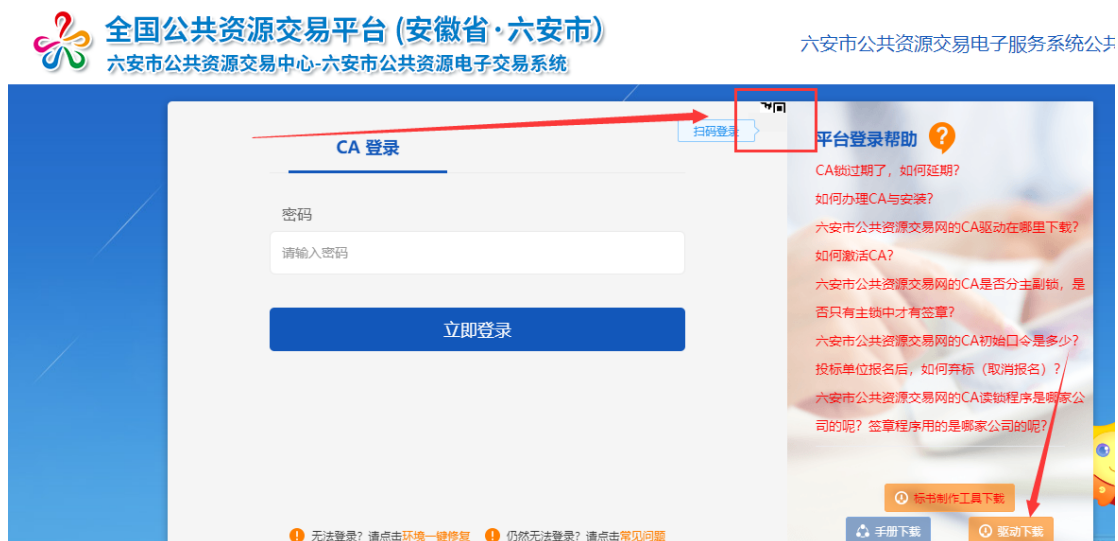 全国公共资源交易平台 (安徽省·六安市)
六安市公共资源交易中心-六安市公共资源电子交易系统
六安市公共资源交易电子服务系统公共
扫码登录
CA 登录
密码
请输入密码
立即登录
无法登录? 请点击环境一键修复 仍然无法登录? 请点击常见问题
平台登录帮助
CA锁过期了，如何延期?
如何办理CA与安装?
六安市公共资源交易网的CA驱动在哪里下载?
如何激活CA?
六安市公共资源交易网的CA是否分主副锁，是
否只有主锁中才有签章?
六安市公共资源交易网的CA初始口令是多少?
投标单位报名后，如何弃标（取消报名）?
六安市公共资源交易网的CA读锁程序是哪家公
司的呢? 签章程序用的是哪家公司的呢?
标书制作工具下载
手册下载 驱动下载